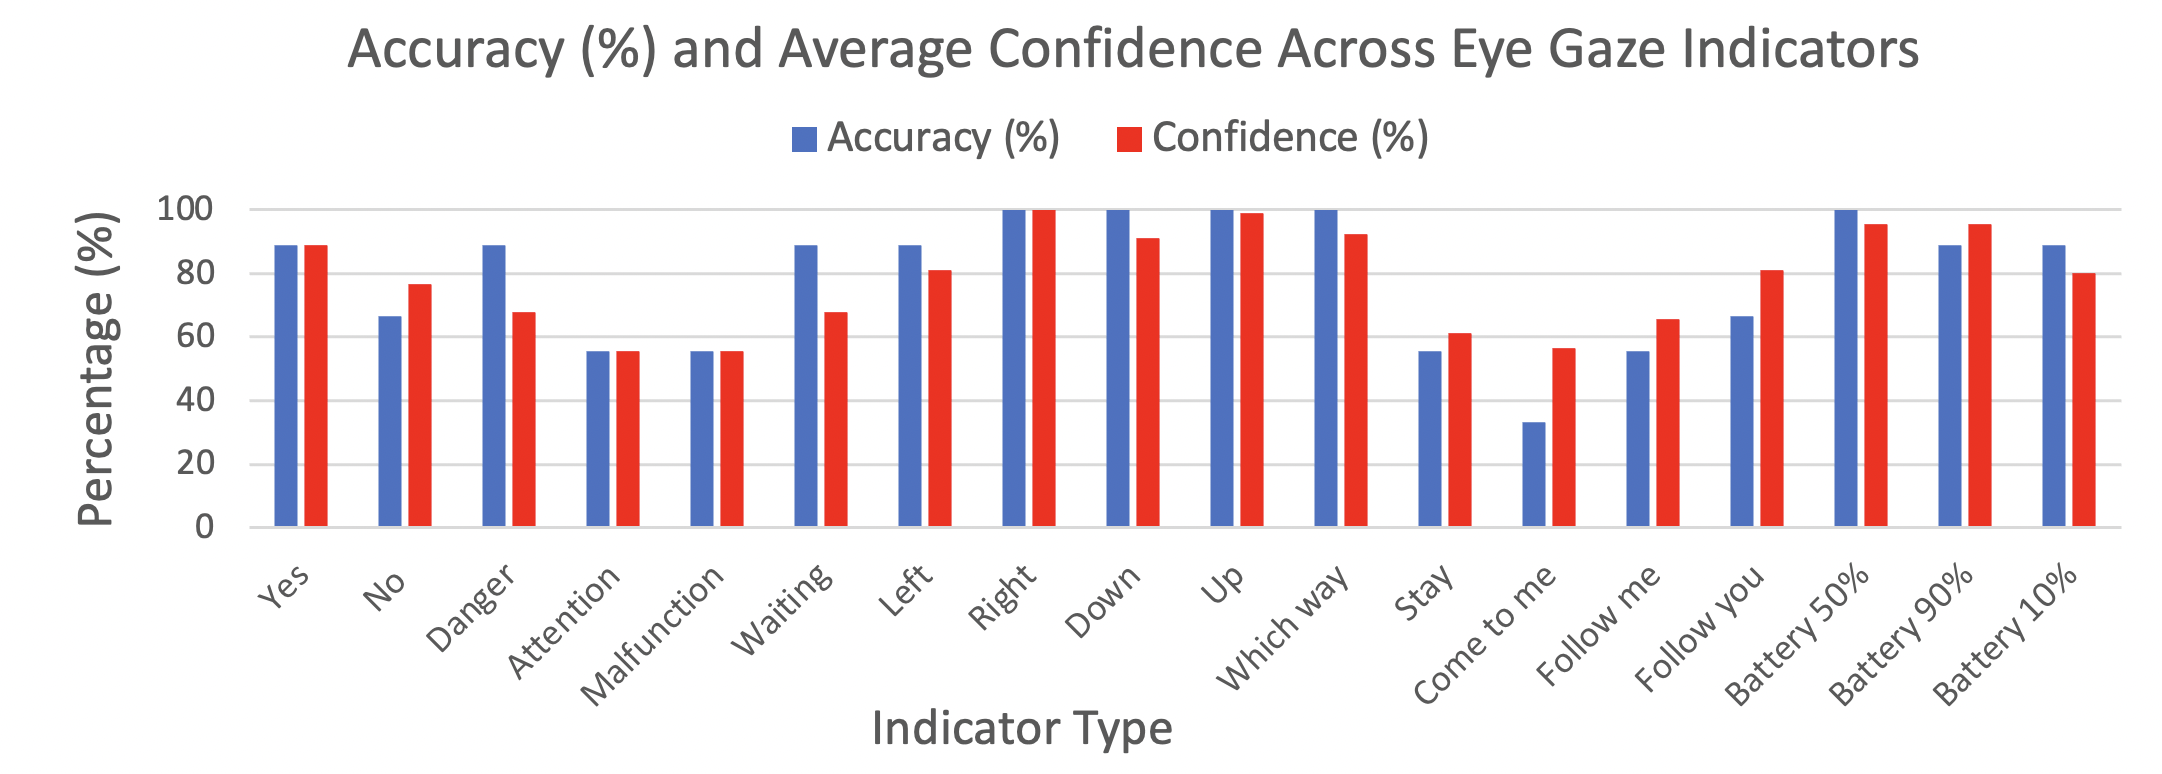 Accuracy (%) and Average Confidence Across Eye Gaze Indicators
Accuracy (%) Confidence (%)
Percentage (%)
100
80
60
40
20
0
Yes
No
Danger
Attention
Malfunction
Waiting
Left
Right
Down
Up
Which way
Stay
Come to me
Follow me
Follow you
Battery 50%
Battery 90%
Battery 10%
Indicator Type